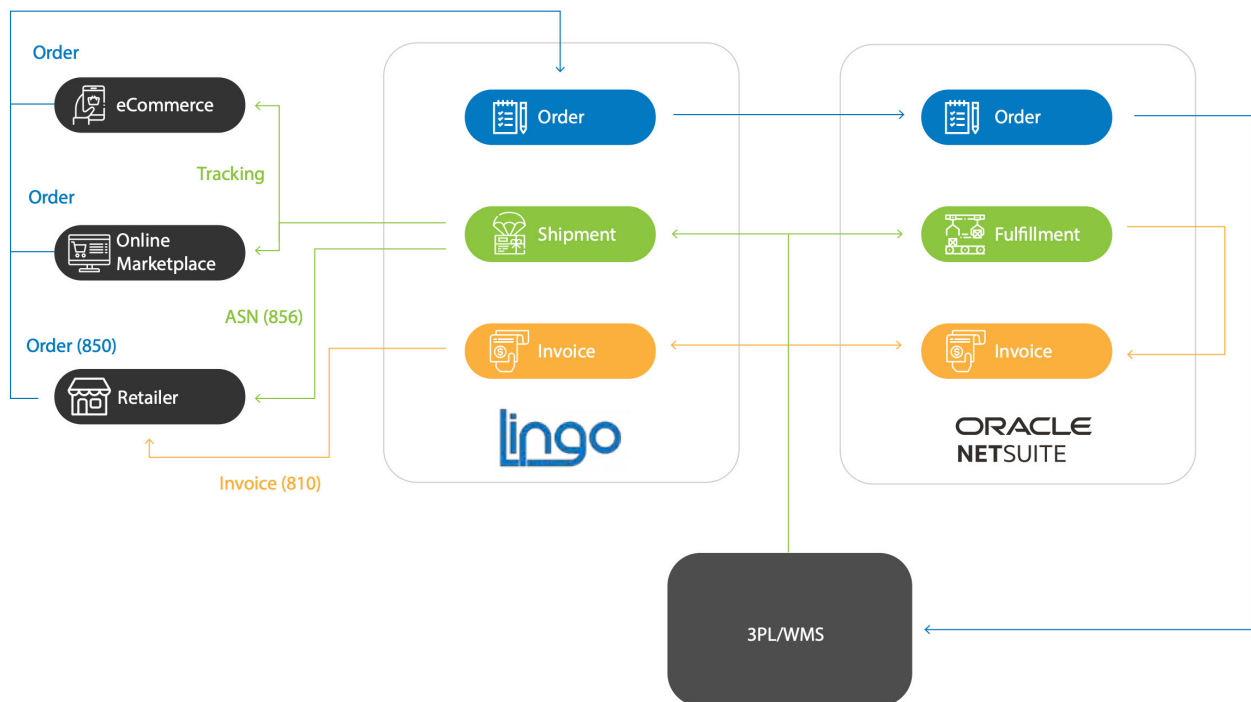 Order
eCommerce
Tracking
Order
Online
Marketplace
ASN (856)
Order (850)
Retailer
Invoice (810)
Order
Shipment
Invoice
Lingo
Order
Fulfillment
Invoice
ORACLE
NETSUITE
3PL/WMS